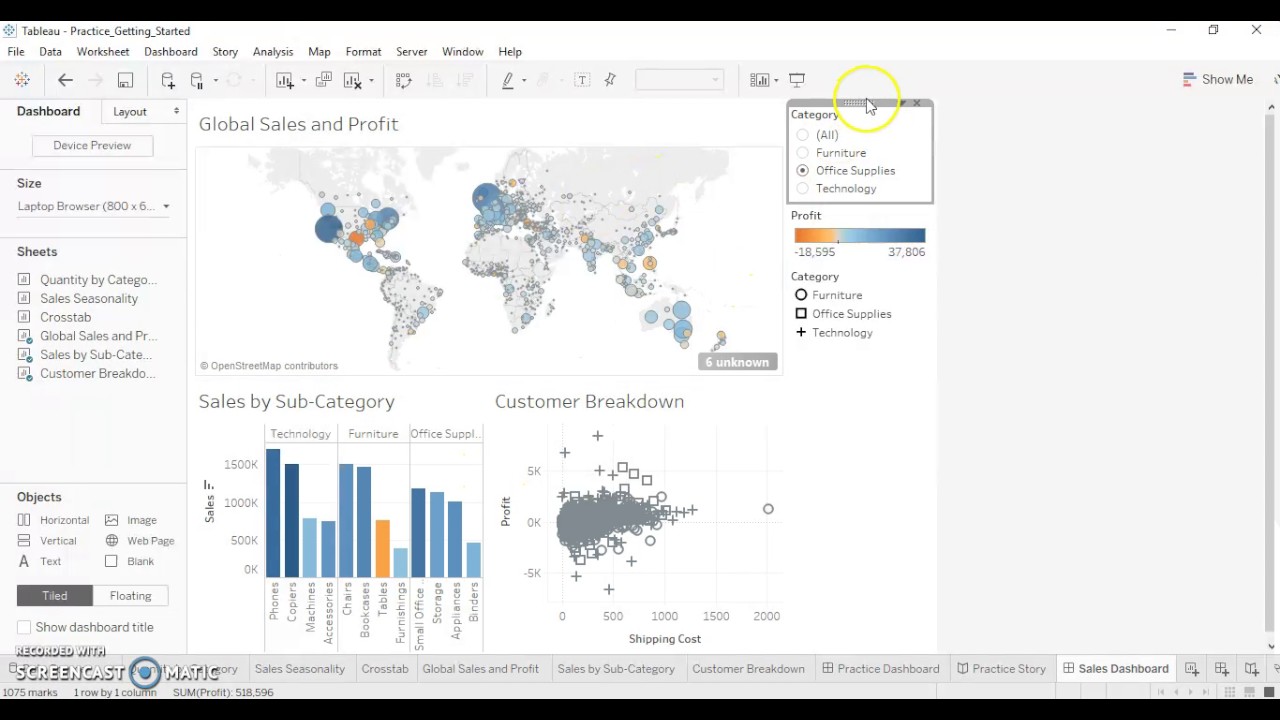 Tableau - Practice_Getting_Started
File Data Worksheet Dashboard Story Analysis Map Format Server Window Help
Show Me
Dashboard Layout
Device Preview
Size
Laptop Browser (800 x 6...
Sheets
Quantity by Catego...
Sales Seasonality
Crosstab
Global Sales and Pr...
Sales by Sub-Cate...
Customer Breakdo...
Objects
Horizontal Image
Vertical Web Page
Text Blank
Tiled Floating
Show dashboard title
Global Sales and Profit
© OpenStreetMap contributors
6 unknown
Category
(All)
Furniture
Office Supplies
Technology
Profit
-18,595 37,806
Category
Furniture
Office Supplies
Technology
Sales by Sub-Category
Technology Furniture Office Suppl..
Sales
1500K
1000K
500K
0K
Phones
Copiers
Machines
Accessories
Chairs
Bookcases
Tables
Furnishings
Small Office ..
Storage
Appliances
Binders
Customer Breakdown
Profit
5K
0K
-5K
0 500 1000 1500 2000
Shipping Cost
RECORDED WITH
SCREENCAST MATIC
Sales Seasonality Crosstab Global Sales and Profit Sales by Sub-Category Customer Breakdown Practice Dashboard Practice Story Sales Dashboard
1075 marks 1 row by 1 column SUM(Profit): 518,596